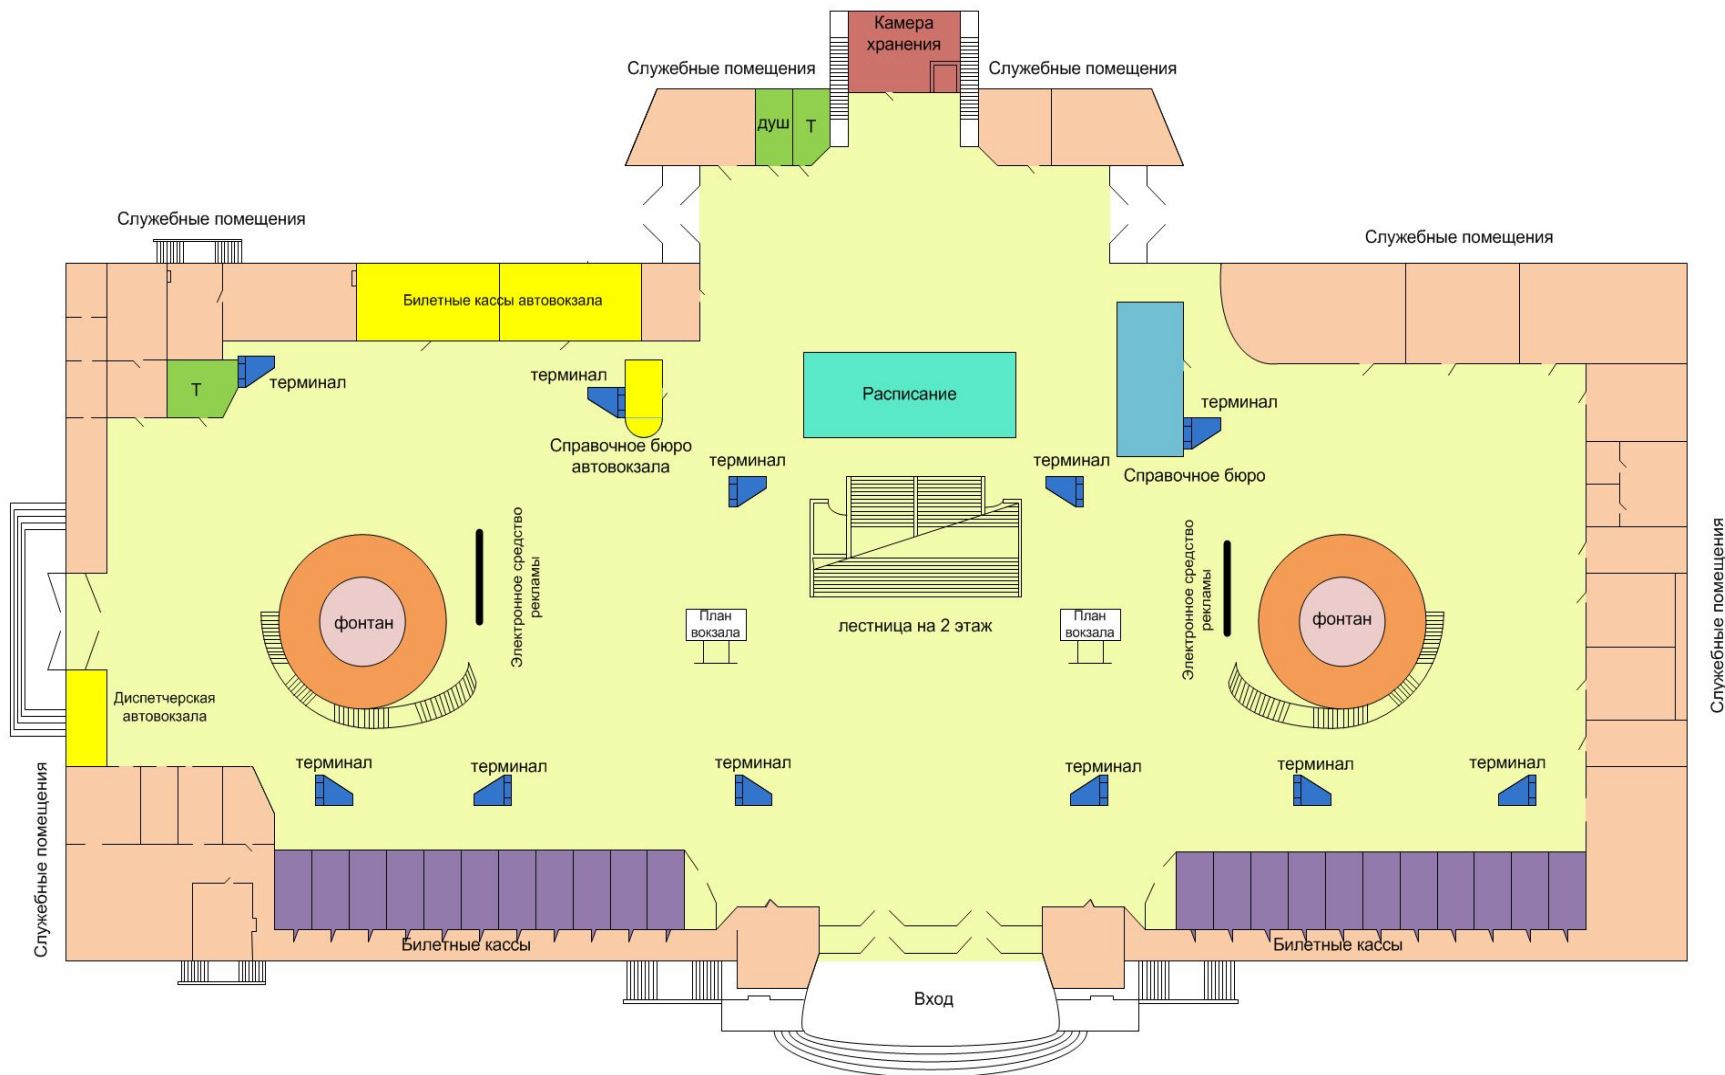 Камера
хранения
Служебные помещения
Служебные помещения
душ
Т
Служебные помещения
Служебные помещения
Билетные кассы автовокзала
Т
терминал
терминал
Справочное бюро
автовокзала
Расписание
терминал
Справочное бюро
терминал
терминал
Электронное средство
рекламы
Электронное средство
рекламы
фонтан
План
вокзала
лестница на 2 этаж
План
вокзала
фонтан
Служебные помещения
Диспетчерская
автовокзала
терминал
терминал
терминал
терминал
терминал
терминал
Служебные помещения
Билетные кассы
Билетные кассы
Вход